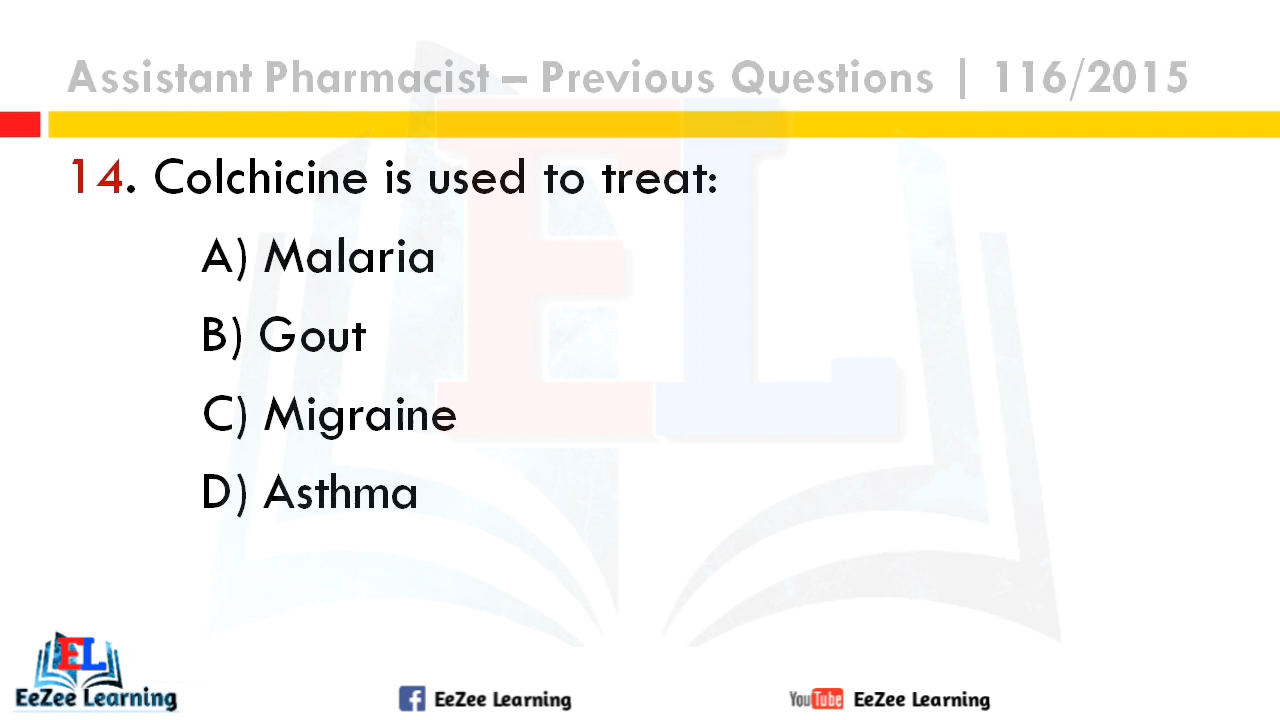 Assistant Pharmacist – Previous Questions | 116/2015
14. Colchicine is used to treat:
A) Malaria
B) Gout
C) Migraine
D) Asthma
EL
EL
EeZee Learning
f EeZee Learning
YouTube EeZee Learning